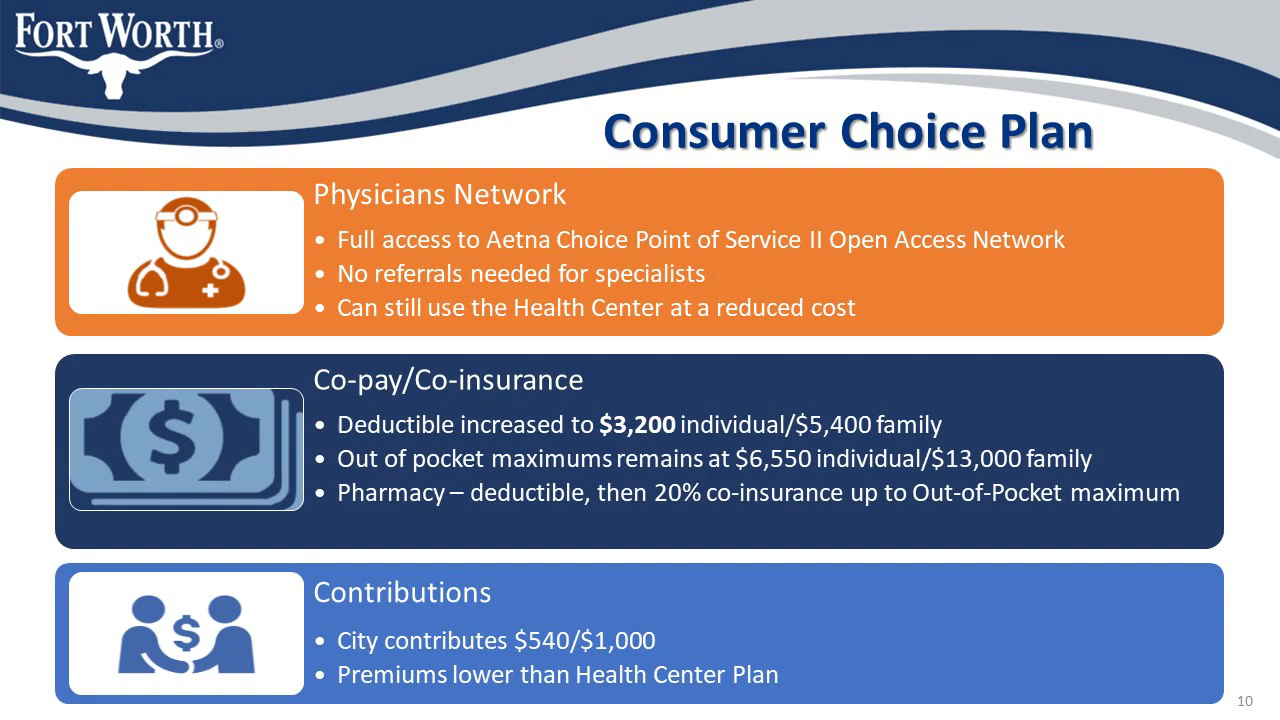 FORT WORTH®
Consumer Choice Plan
Physicians Network
• Full access to Aetna Choice Point of Service II Open Access Network
• No referrals needed for specialists
• Can still use the Health Center at a reduced cost
$
Co-pay/Co-insurance
• Deductible increased to $3,200 individual/$5,400 family
• Out of pocket maximums remains at $6,550 individual/$13,000 family
• Pharmacy – deductible, then 20% co-insurance up to Out-of-Pocket maximum
$
Contributions
• City contributes $540/$1,000
• Premiums lower than Health Center Plan
10